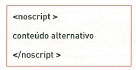 <noscript >
conteúdo alternativo
</noscript >